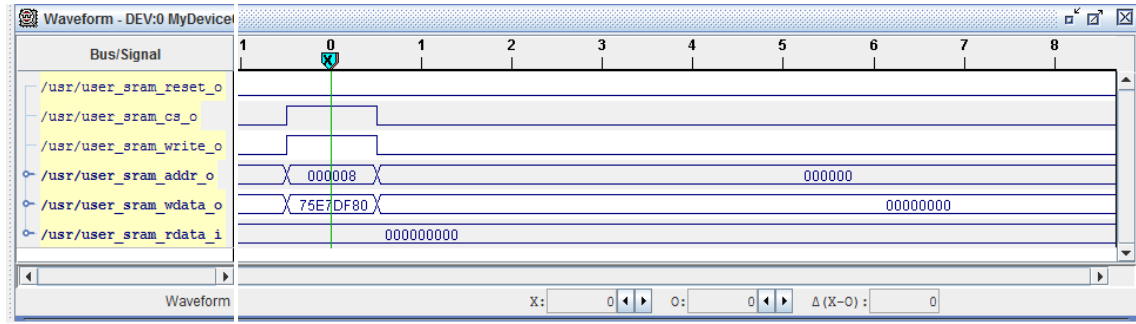 Waveform - DEV:0 MyDevice
Bus/Signal 1 0 1 2 3 4 5 6 7 8
X
/usr/user_sram_reset_o
/usr/user_sram_cs_o
/usr/user_sram_write_o
/usr/user_sram_addr_o 000008 000000
/usr/user_sram_wdata_o 75E7DF80 00000000
/usr/user_sram_rdata_i 000000000
Waveform X: 0 O: 0 Δ(X-O): 0